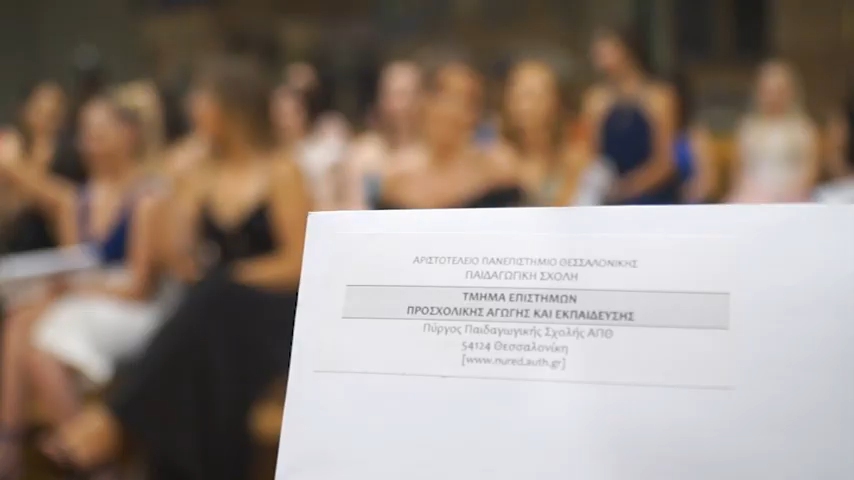 ΑΡΙΣΤΟΤΕΛΕΙΟ ΠΑΝΕΠΙΣΤΗΜΙΟ ΘΕΣΣΑΛΟΝΙΚΗΣ
ΠΑΙΔΑΓΩΓΙΚΗ ΣΧΟΛΗ
ΤΜΗΜΑ ΕΠΙΣΤΗΜΩΝ
ΠΡΟΣΧΟΛΙΚΗΣ ΑΓΩΓΗΣ ΚΑΙ ΕΚΠΑΙΔΕΥΣΗΣ
Πύργος Παιδαγωγικής Σχολής ΑΠΘ
54124 Θεσσαλονίκη
[www.nured.auth.gr]